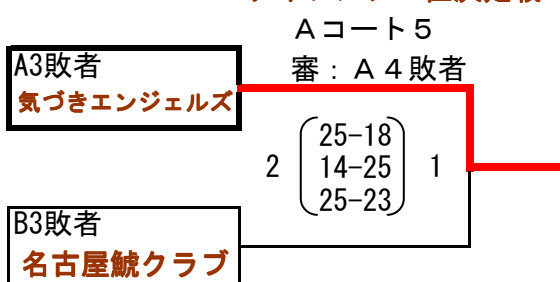 Aコート5
審：A4敗者
A3敗者
気づきエンジェルズ
2
25-18
14-25
25-23
1
B3敗者
名古屋鯱クラブ